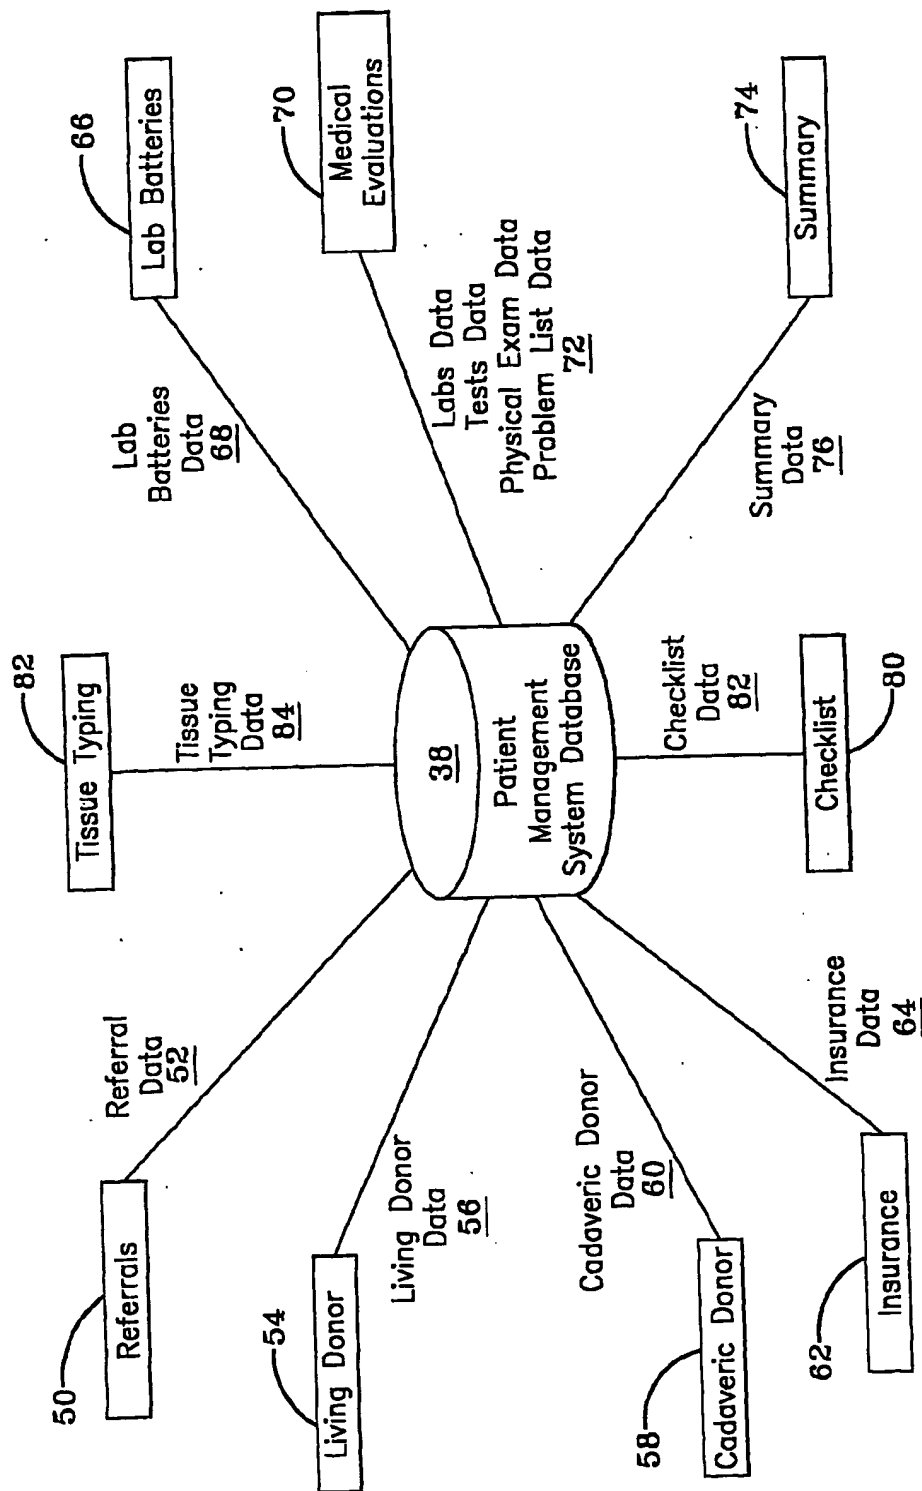 82
Tissue Typing
Tissue
Typing
Data
84
66
Lab Batteries
Lab
Batteries
Data
68
70
Medical
Evaluations
Labs Data
Tests Data
Physical Exam Data
Problem List Data
72
74
Summary
Summary
Data
76
50
Referrals
Referral
Data
52
54
Living Donor
Living Donor
Data
56
58
Cadaveric Donor
Cadaveric Donor
Data
60
62
Insurance
Insurance
Data
64
38
Patient
Management
System Database
Checklist
Data
82
Checklist
80